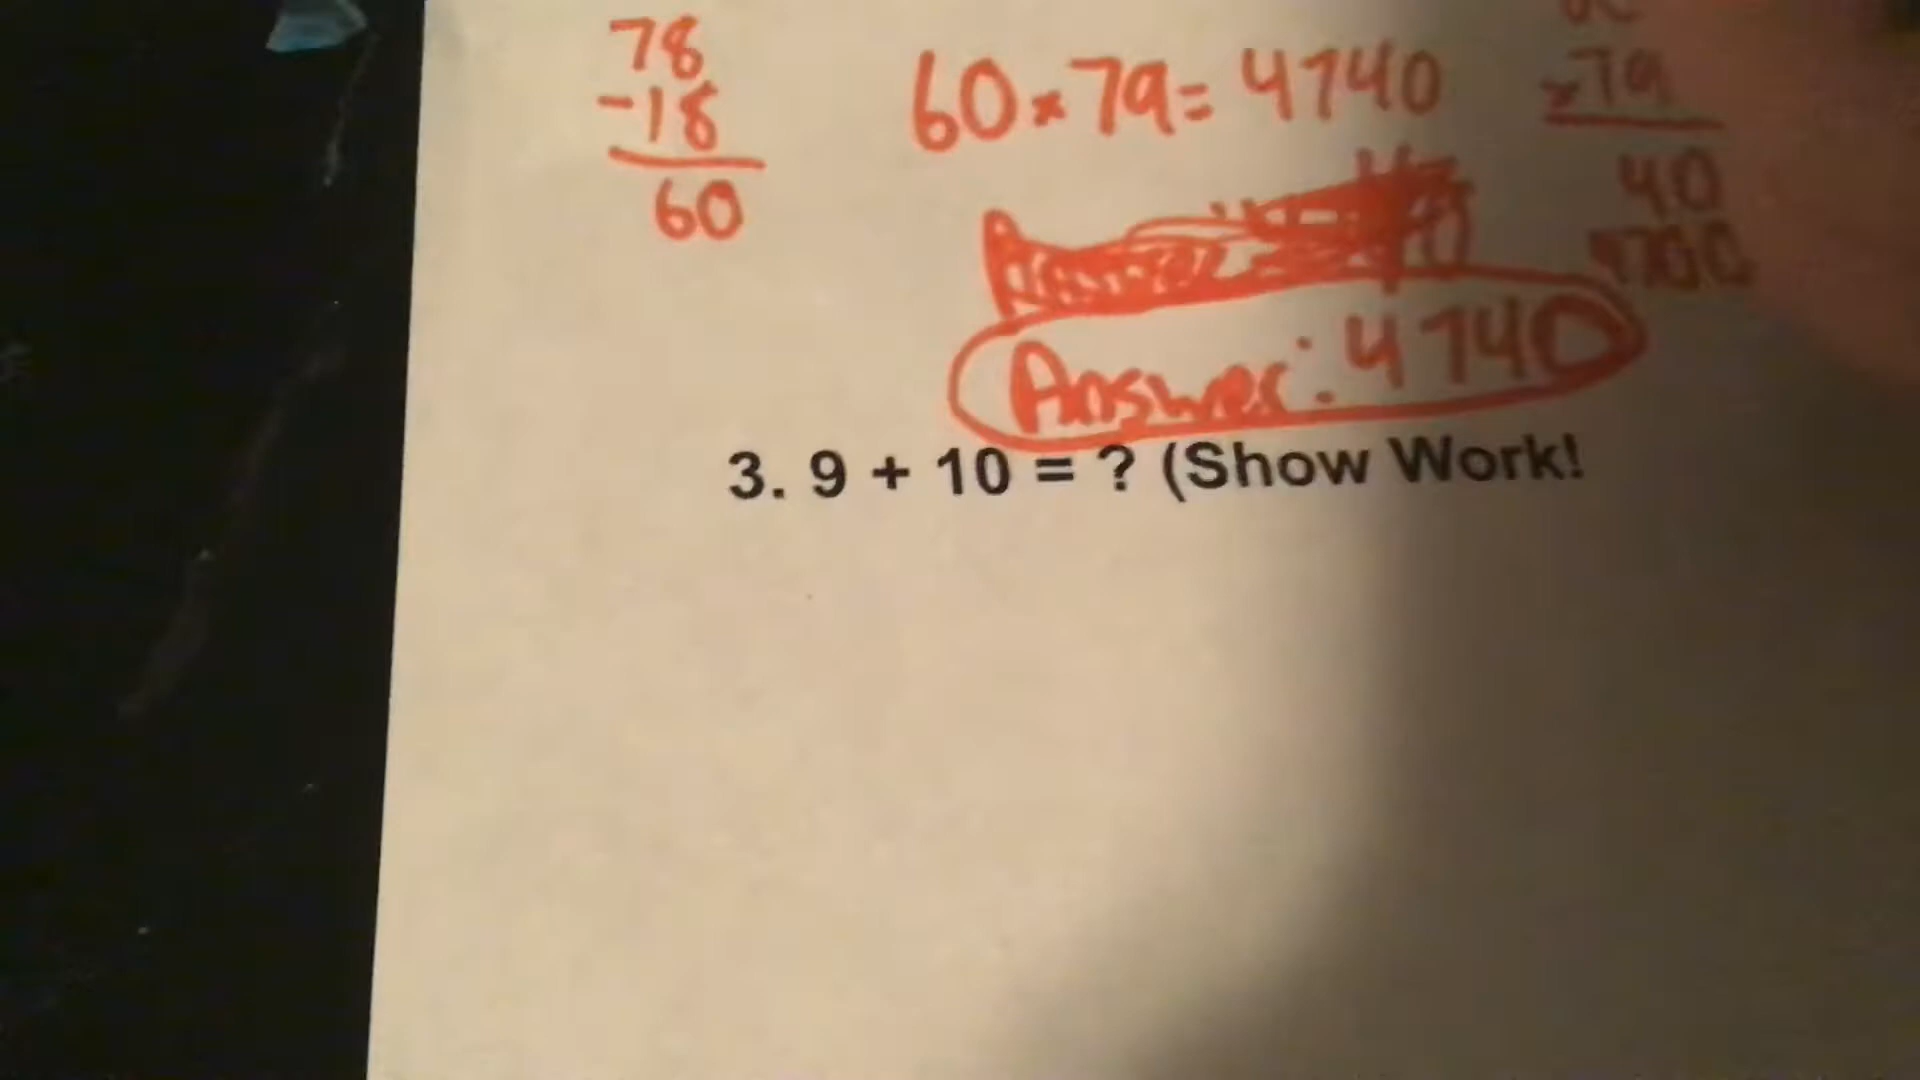 78
-18
60
60 × 79 = 4740
×79
40
Answer: 4740
3. 9 + 10 = ? (Show Work!